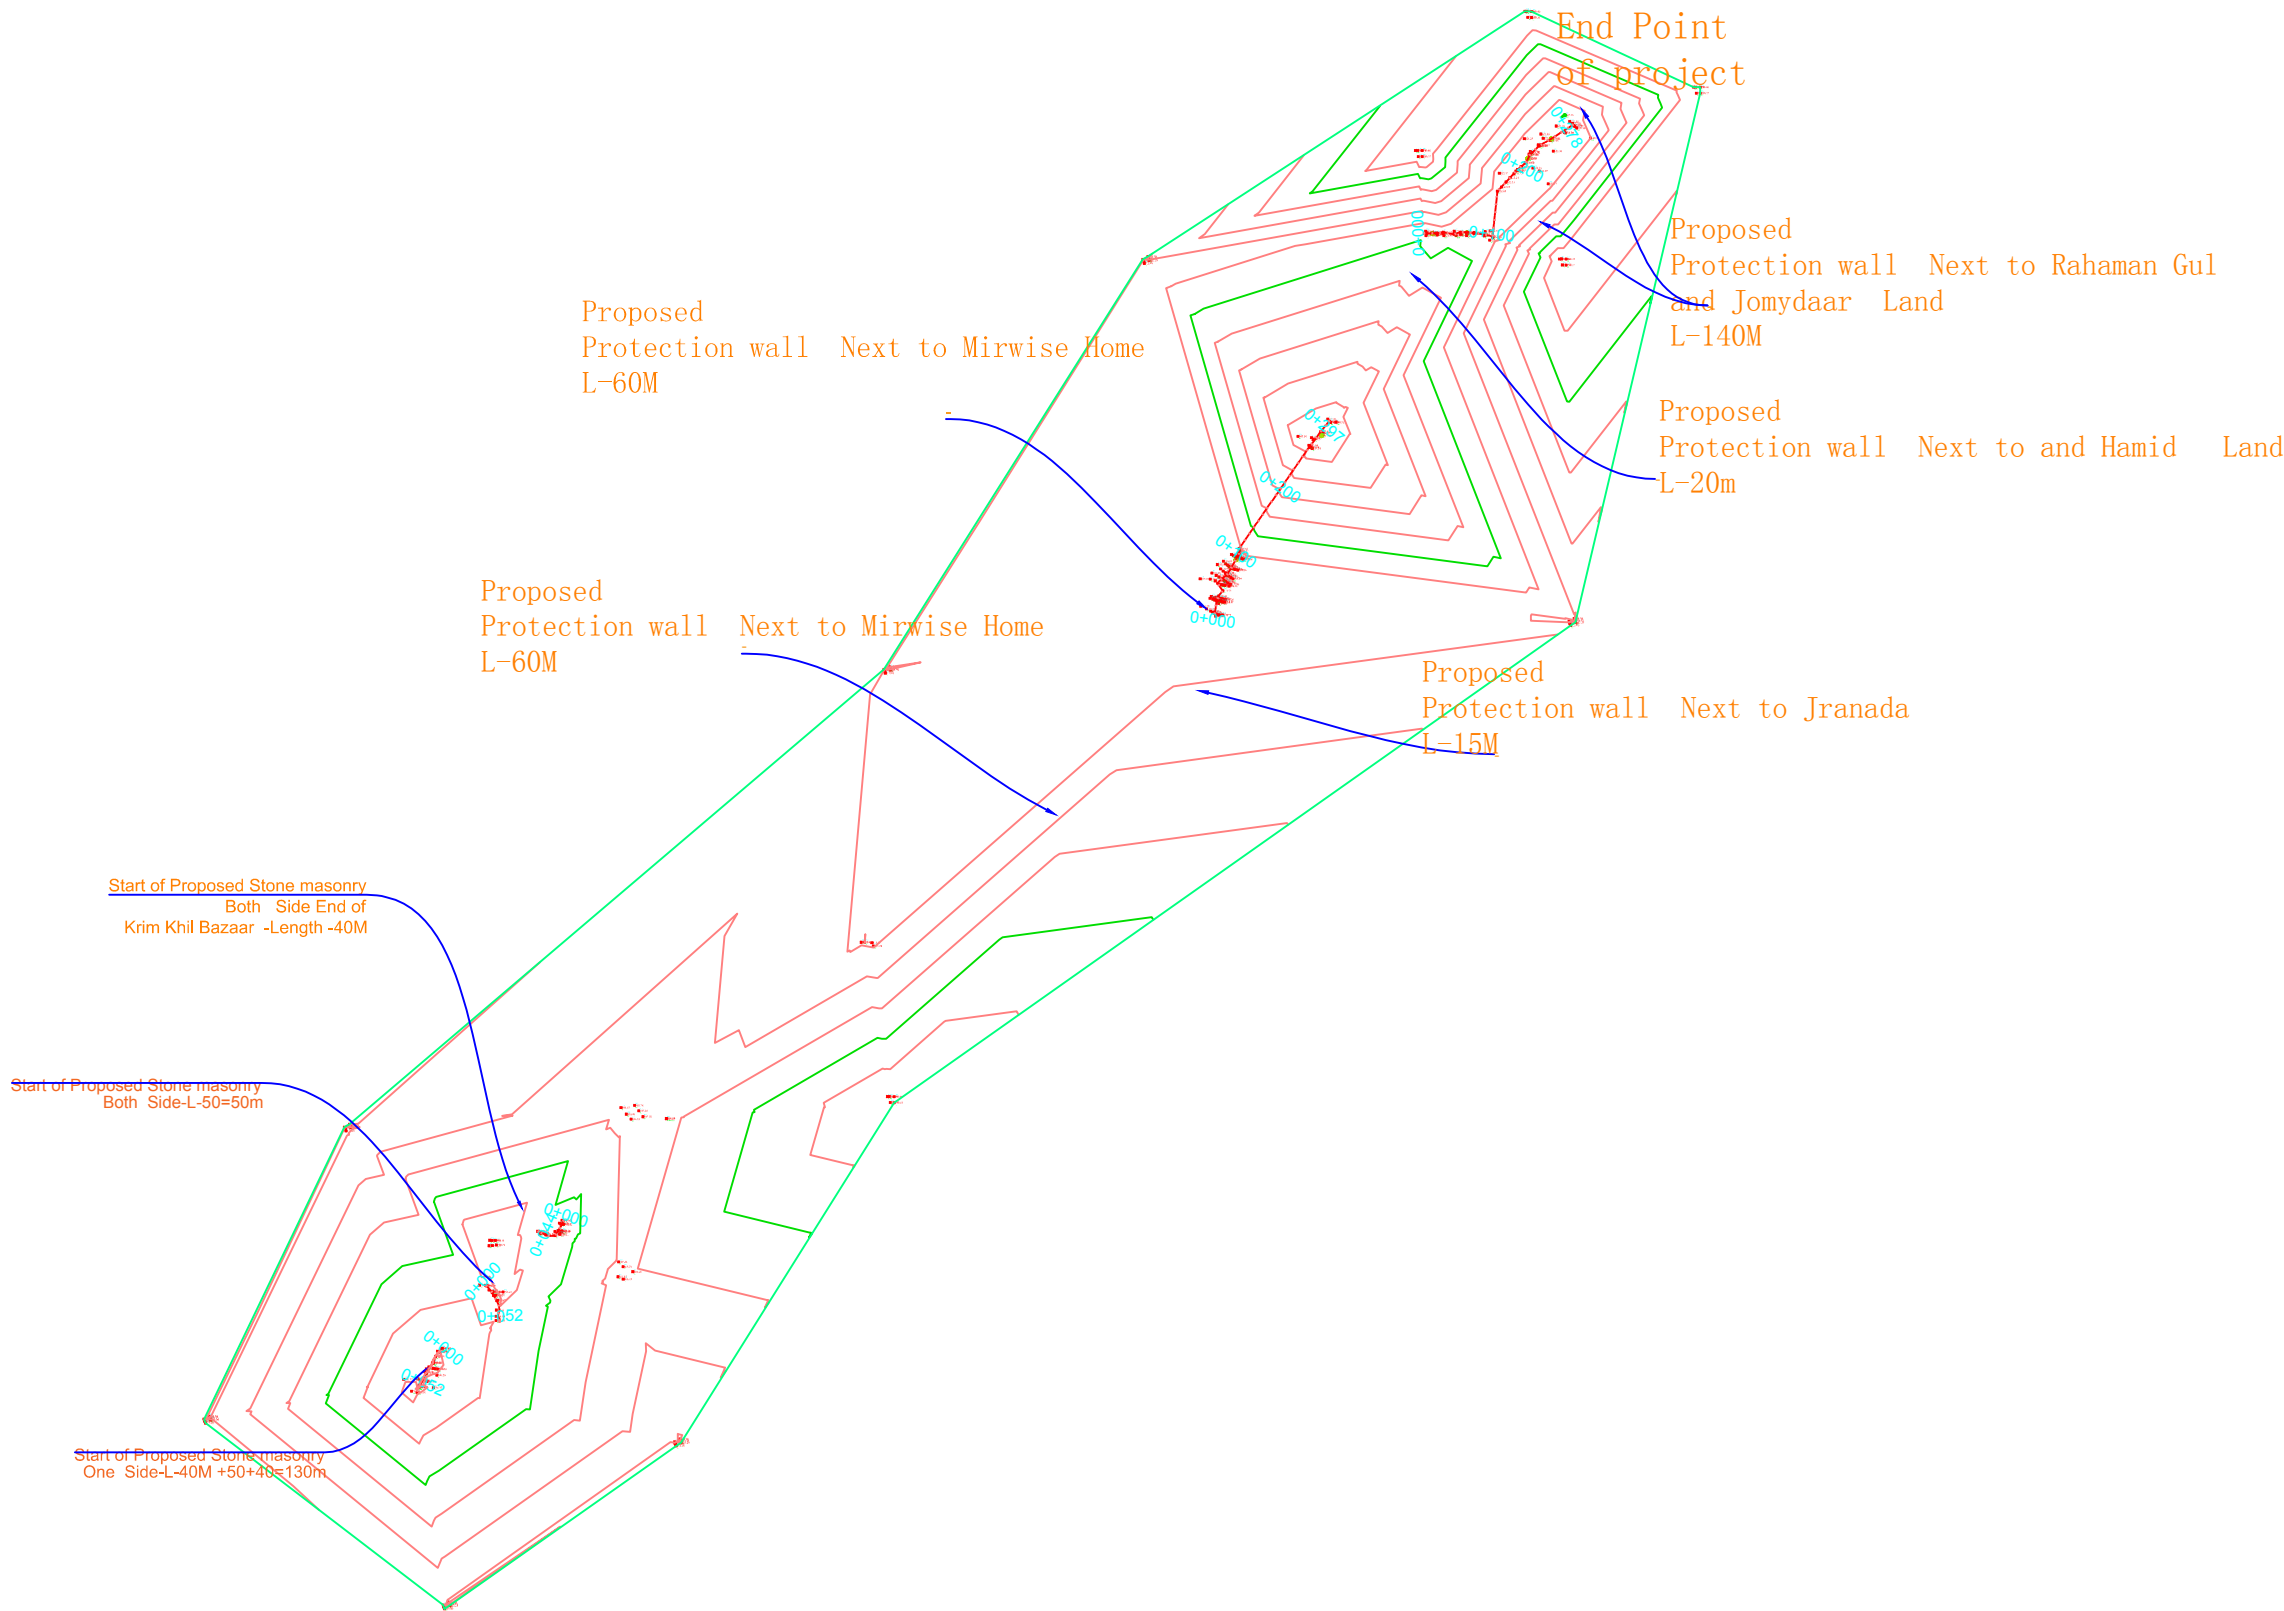 End Point
of project
Proposed
Protection wall Next to Rahaman Gul
and Jomydaar Land
L-140M
Proposed
Protection wall Next to Mirwise Home
L-60M
Proposed
Protection wall Next to and Hamid Land
L-20m
Proposed
Protection wall Next to Mirwise Home
L-60M
Proposed
Protection wall Next to Jranada
L-15M
Start of Proposed Stone masonry
Both Side End of
Krim Khil Bazaar -Length -40M
Start of Proposed Stone masonry
Both Side-L-50=50m
Start of Proposed Stone masonry
One Side-L-40M +50+40=130m
0+200
0+000
0+100
0+297
0+200
0+000
0+000
0+044
0+000
0+052
0+000